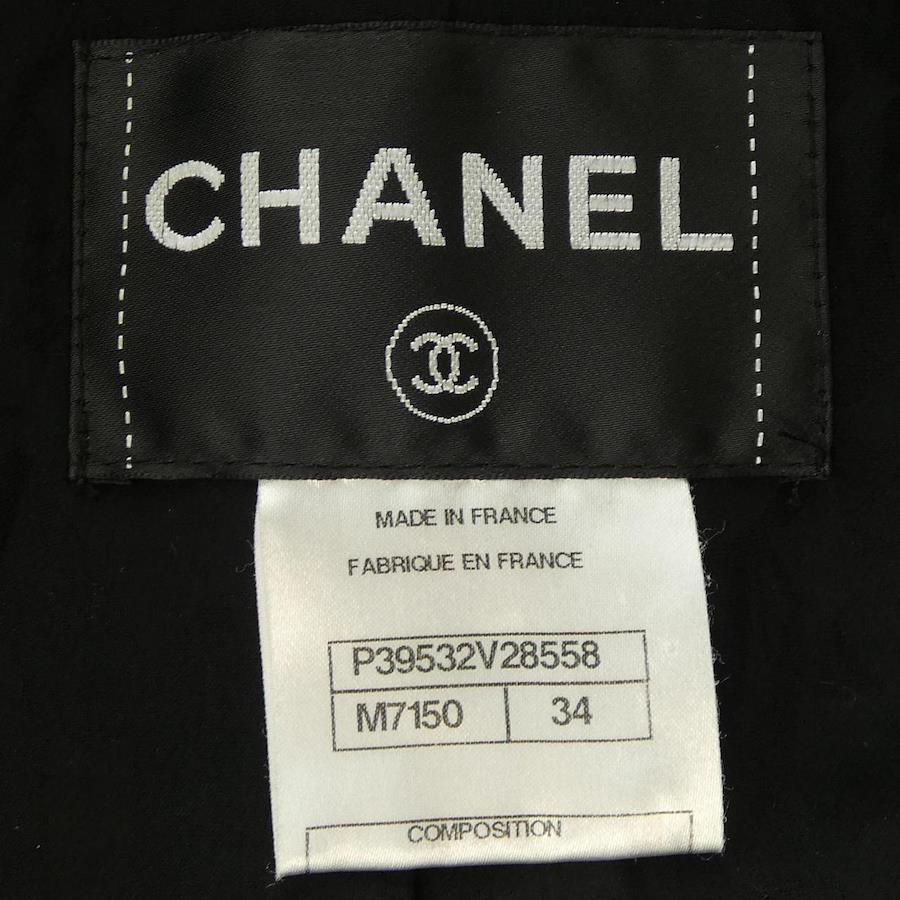 CHANEL
MADE IN FRANCE
FABRIQUE EN FRANCE
P39532V28558
M7150 34
COMPOSITION